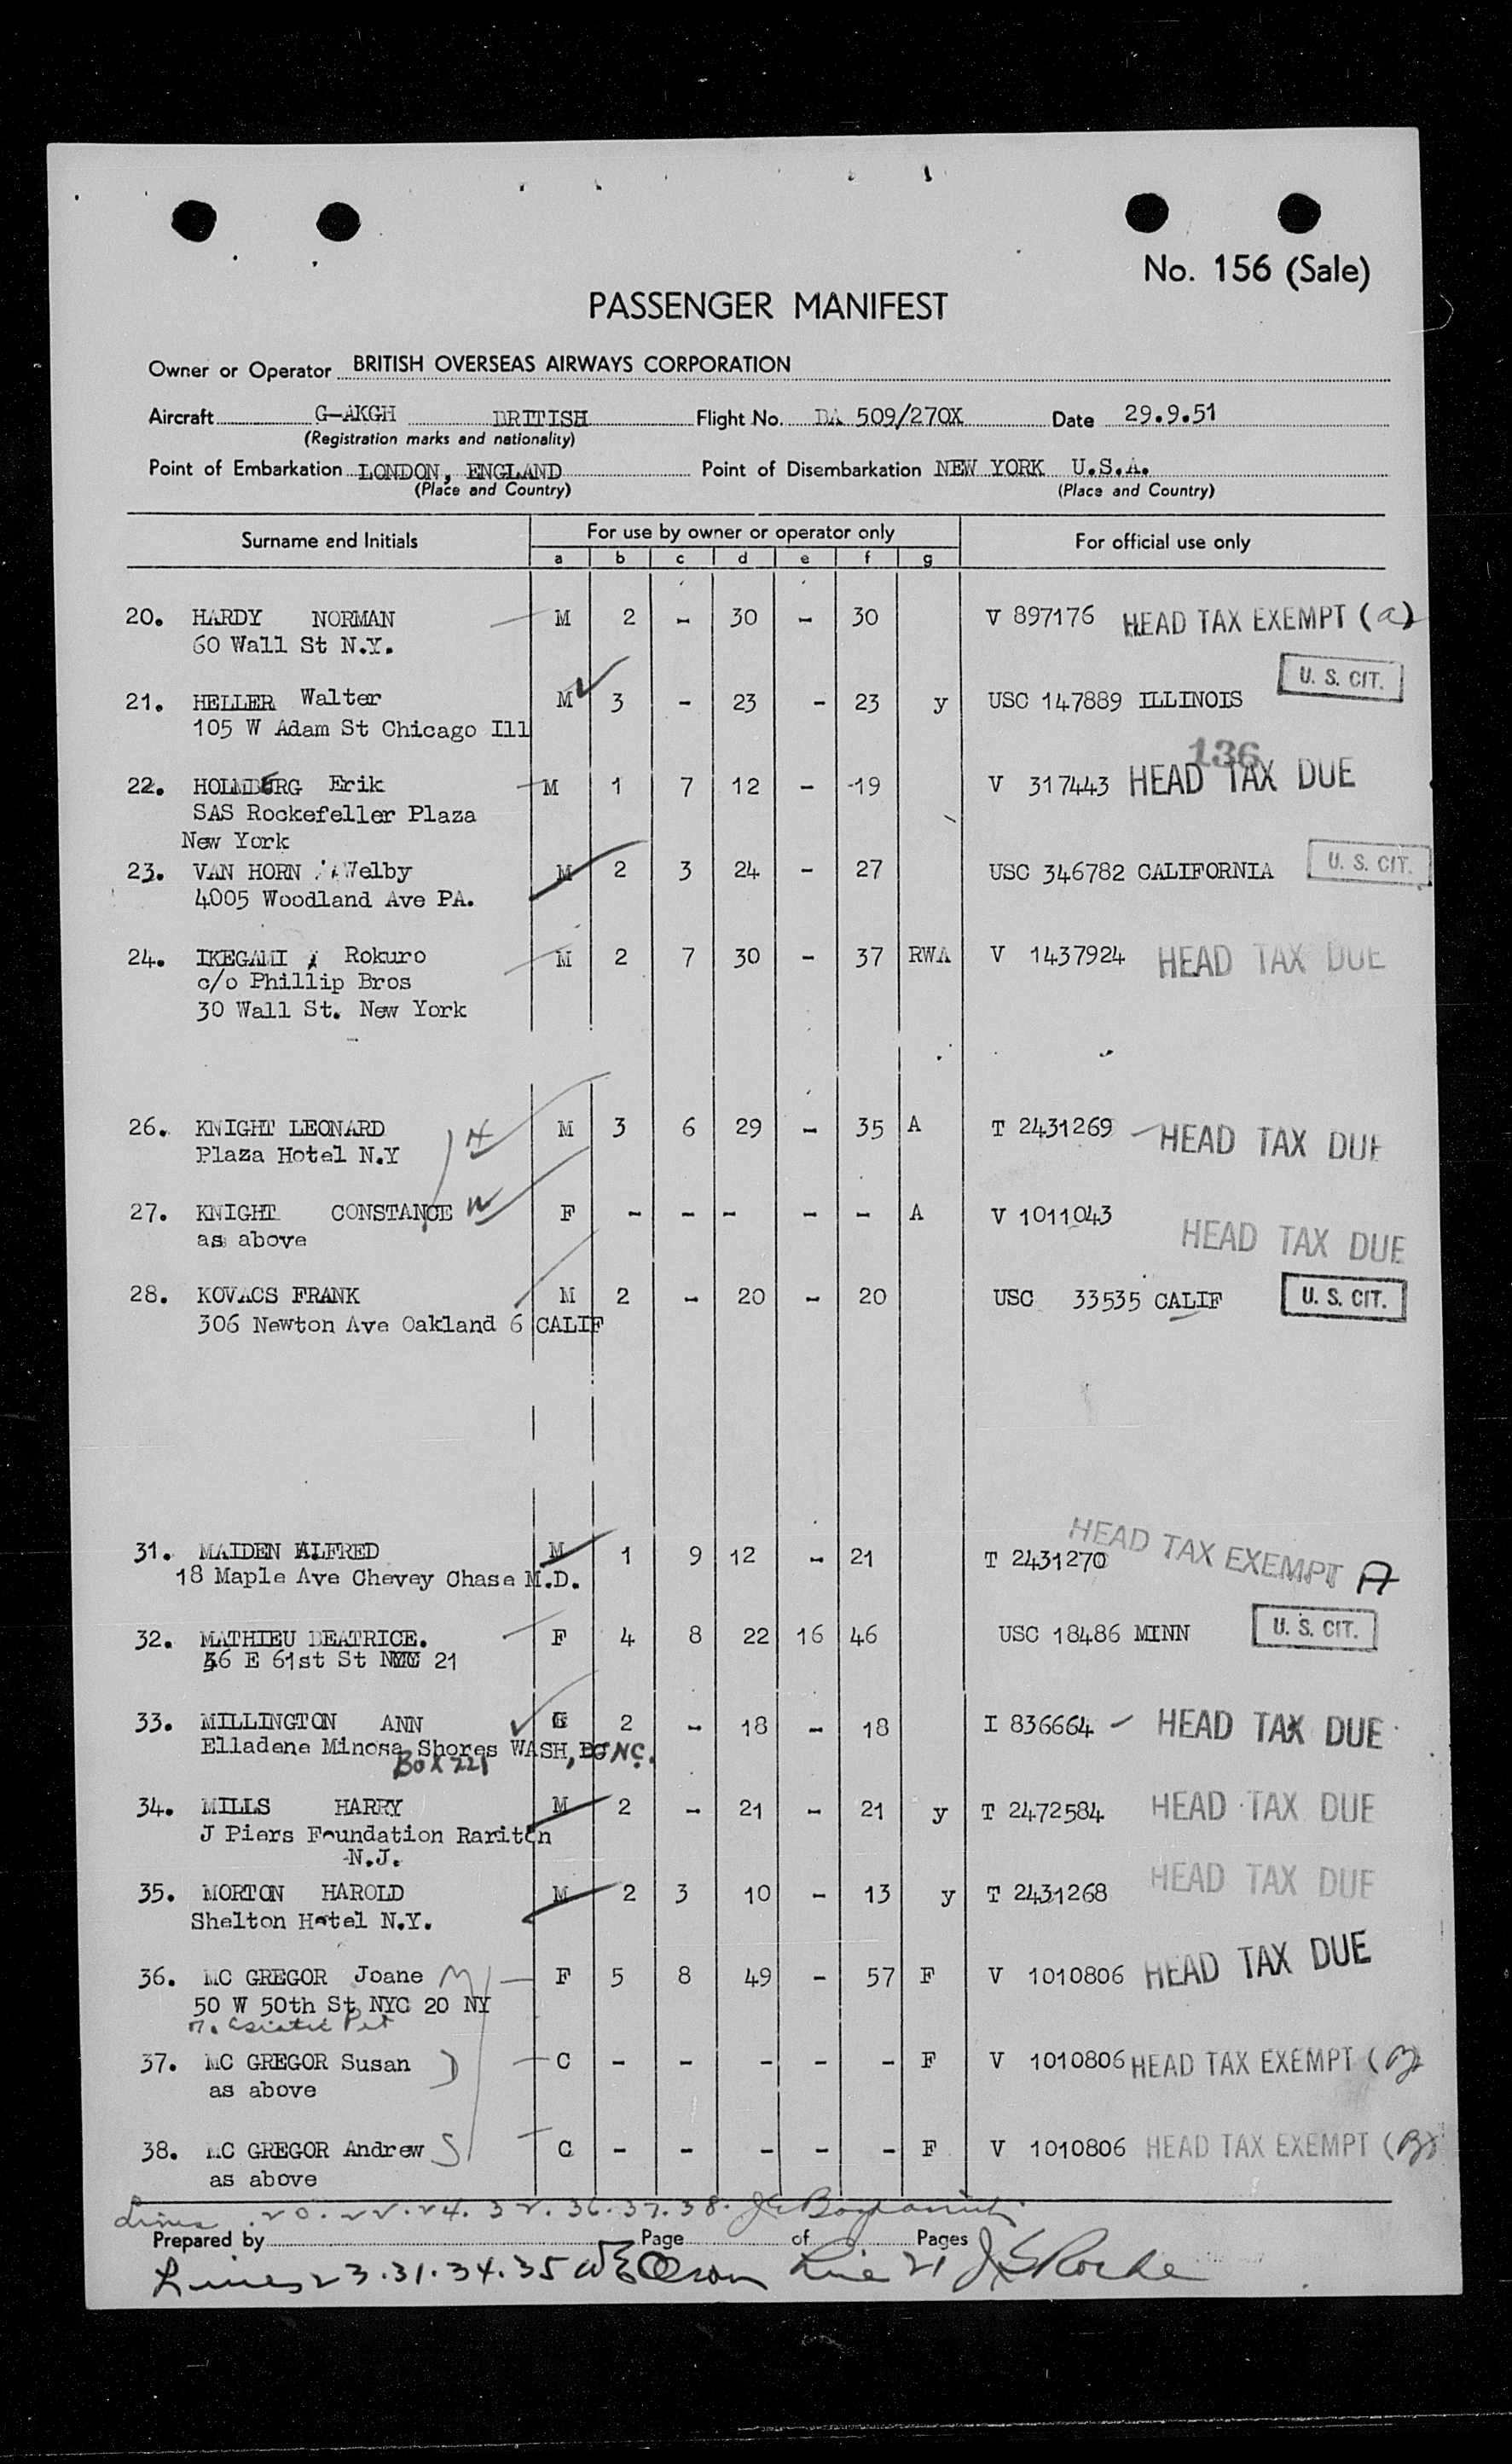 No. 156 (Sale)
PASSENGER MANIFEST
Owner or Operator BRITISH OVERSEAS AIRWAYS CORPORATION
Aircraft G-AKGH BRITISH Flight No. BA 509/270X Date 29.9.51
(Registration marks and nationality)
Point of Embarkation LONDON, ENGLAND Point of Disembarkation NEW YORK U.S.A.
(Place and Country) (Place and Country)
Surname and Initials For use by owner or operator only For official use only
a b c d e f g
20. HARDY NORMAN M 2 - 30 - 30 V 897176 HEAD TAX EXEMPT (a)
60 Wall St N.Y.
U. S. CIT.
21. HELLER Walter M 3 - 23 - 23 y USC 147889 ILLINOIS
105 W Adam St Chicago Ill
136
22. HOLMBERG Erik M 1 7 12 - -19 V 317443 HEAD TAX DUE
SAS Rockefeller Plaza
New York
23. VAN HORN Welby M 2 3 24 - 27 USC 346782 CALIFORNIA U. S. CIT.
4005 Woodland Ave PA.
24. IKEGAMI Rokuro M 2 7 30 - 37 RWA V 1437924 HEAD TAX DUE
c/o Phillip Bros
30 Wall St. New York
26. KNIGHT LEONARD H M 3 6 29 - 35 A T 2431269 - HEAD TAX DUE
Plaza Hotel N.Y
27. KNIGHT CONSTANCE W F - - - - - A V 1011043
as above HEAD TAX DUE
28. KOVACS FRANK M 2 - 20 - 20 USC 33535 CALIF U. S. CIT.
306 Newton Ave Oakland 6 CALIF
31. MAIDEN ALFRED M 1 9 12 - 21 T 2431270 HEAD TAX EXEMPT A
18 Maple Ave Chevey Chase M.D.
32. MATHIEU BEATRICE. F 4 8 22 16 46 USC 18486 MINN U. S. CIT.
46 E 61st St NYC 21
33. MILLINGTON ANN G 2 - 18 - 18 I 836664 - HEAD TAX DUE
Elladene Minosa Shores WASH, NC.
Box 221
34. MILLS HARRY M 2 - 21 - 21 y T 2472584 HEAD TAX DUE
J Piers Foundation Rariton
N.J.
35. MORTON HAROLD M 2 3 10 - 13 y T 2431268 HEAD TAX DUE
Shelton Hotel N.Y.
36. MC GREGOR Joane M F 5 8 49 - 57 F V 1010806 HEAD TAX DUE
50 W 50th St NYC 20 NY
37. MC GREGOR Susan D C - - - - - F V 1010806 HEAD TAX EXEMPT (B)
as above
38. MC GREGOR Andrew S C - - - - - F V 1010806 HEAD TAX EXEMPT (B)
as above
Lines 20. 22. 24. 32. 36. 37. 38.
Prepared by Page of Pages
Lines 23. 31. 34. 35 Line 21